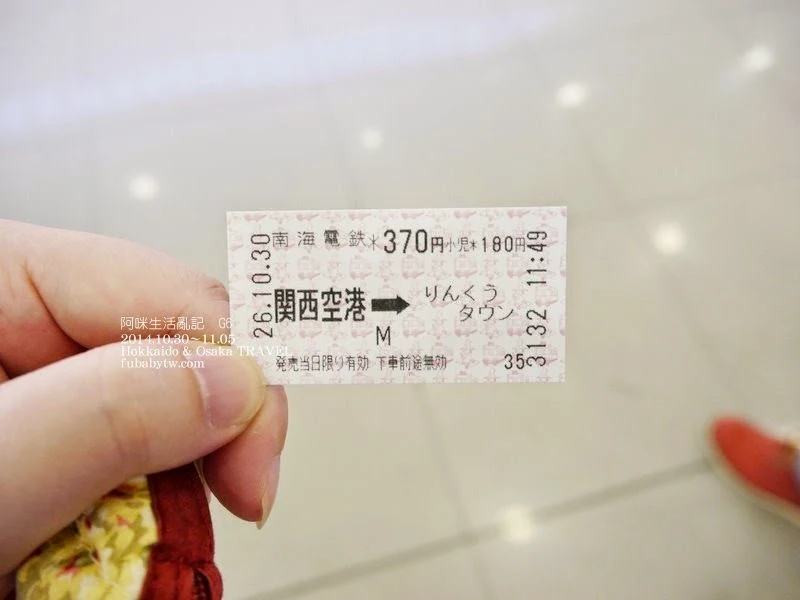 26.10.30
南海電鉄 *370円 小児*180円
関西空港➡りんくう
タウン
M
発売当日限り有効 下車前途無効 35
3132 11:49
阿咪生活亂記 G6
2014.10.30~11.05
Hokkaido & Osaka TRAVEL
fubabytw.com